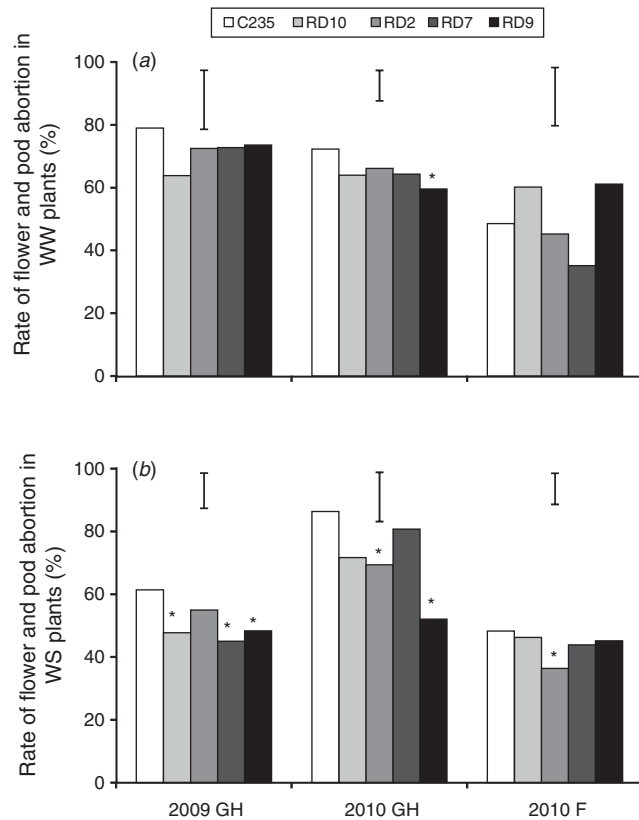 C235 RD10 RD2 RD7 RD9
(a)
Rate of flower and pod abortion in
WW plants (%)
100
80
60
40
20
0
*
(b)
Rate of flower and pod abortion in
WS plants (%)
100
80
60
40
20
0
* * *
* *
*
2009 GH 2010 GH 2010 F